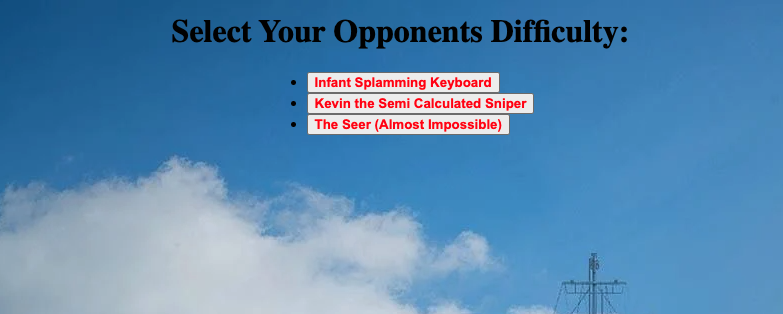 Select Your Opponents Difficulty:
Infant Splamming Keyboard
Kevin the Semi Calculated Sniper
The Seer (Almost Impossible)